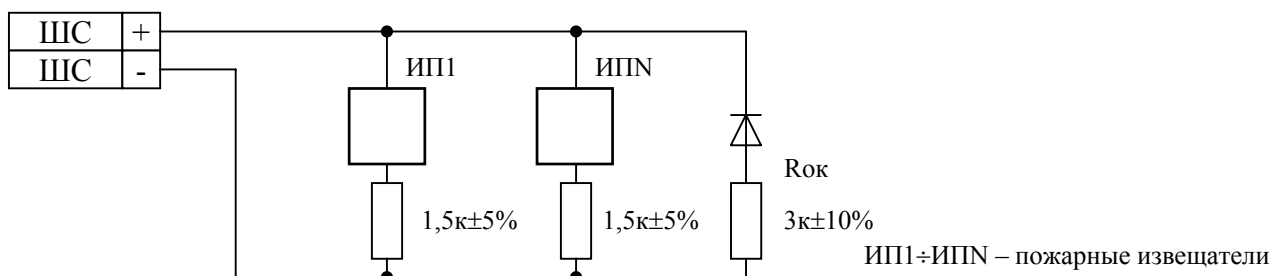 ШС +
ШС -
ИП1
ИПN
Rок
1,5к±5%
1,5к±5%
3к±10%
ИП1÷ИПN – пожарные извещатели